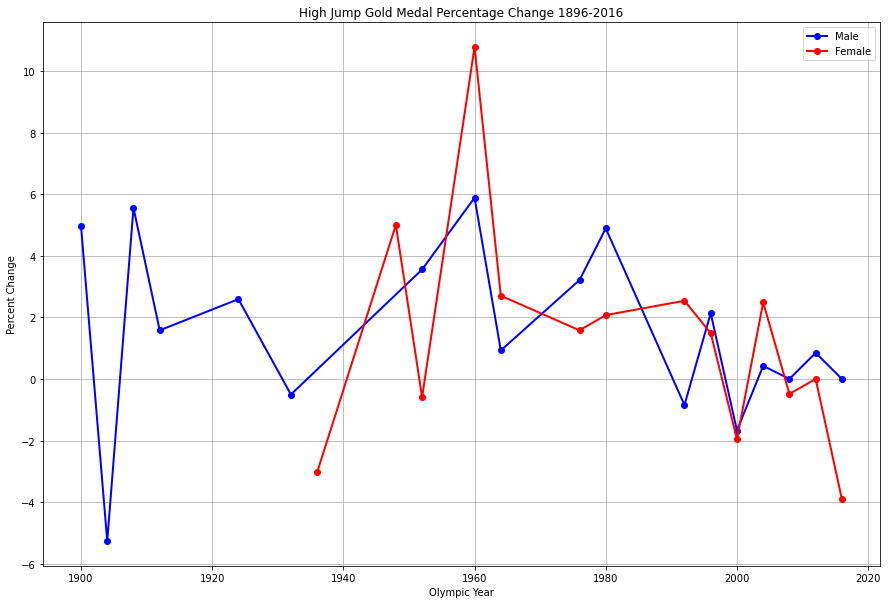 High Jump Gold Medal Percentage Change 1896-2016
Male
Female
Percent Change
10
8
6
4
2
0
−2
−4
−6
1900 1920 1940 1960 1980 2000 2020
Olympic Year